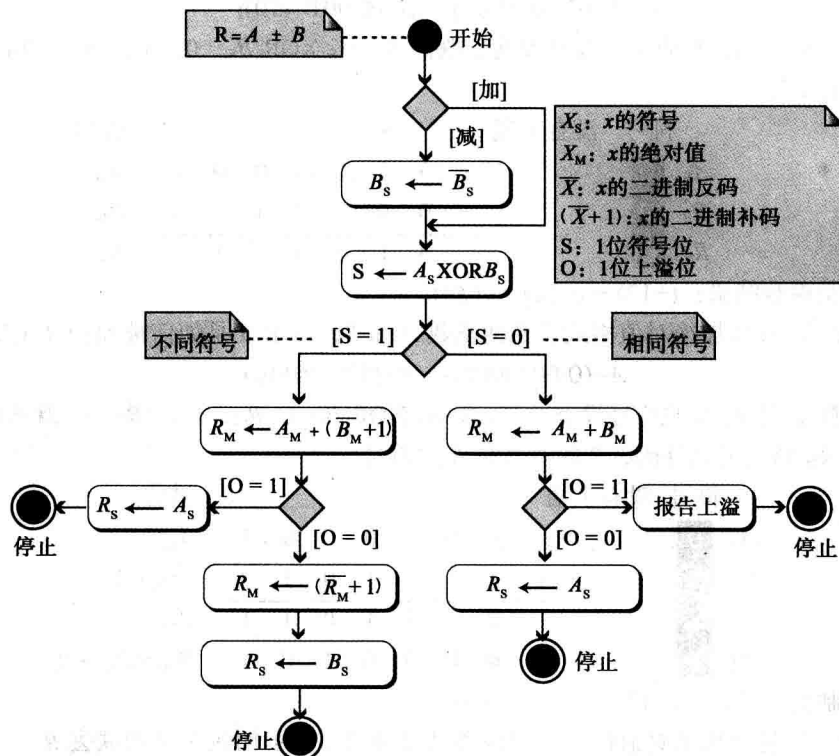 R=A ± B
开始
[加]
[减]
X_S: x的符号
X_M: x的绝对值
X̅: x的二进制反码
(X̅+1): x的二进制补码
S: 1位符号位
O: 1位上溢位
B_S ← B̅_S
S ← A_S XOR B_S
不同符号
[S = 1]
[S = 0]
相同符号
R_M ← A_M + (B̅_M+1)
R_M ← A_M + B_M
[O = 1]
R_S ← A_S
停止
[O = 1]
报告上溢
停止
[O = 0]
[O = 0]
R_M ← (R̅_M+1)
R_S ← A_S
R_S ← B_S
停止
停止